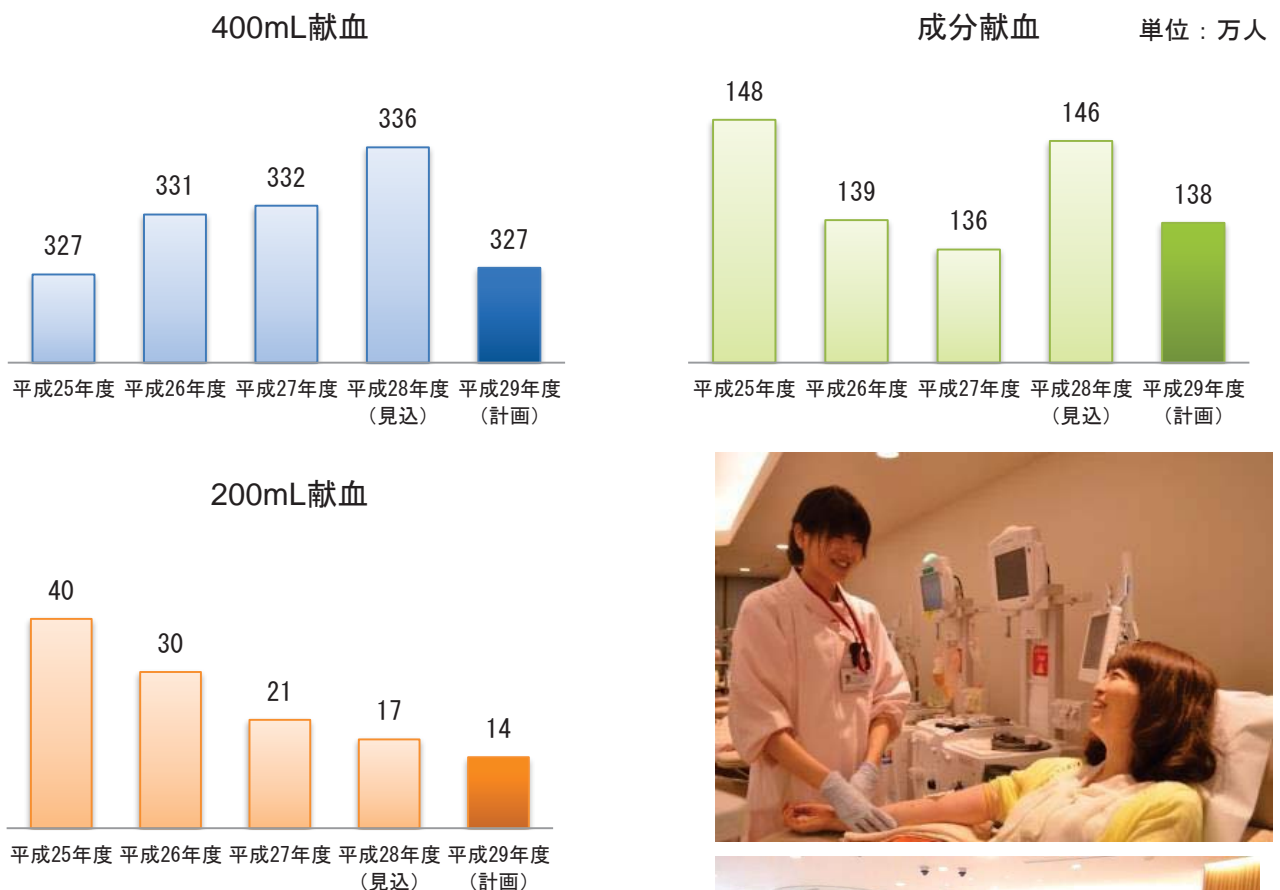 400mL献血
327
331
332
336
327
平成25年度 平成26年度 平成27年度 平成28年度 平成29年度
（見込） （計画）
成分献血 単位：万人
148
139
136
146
138
平成25年度 平成26年度 平成27年度 平成28年度 平成29年度
（見込） （計画）
200mL献血
40
30
21
17
14
平成25年度 平成26年度 平成27年度 平成28年度 平成29年度
（見込） （計画）